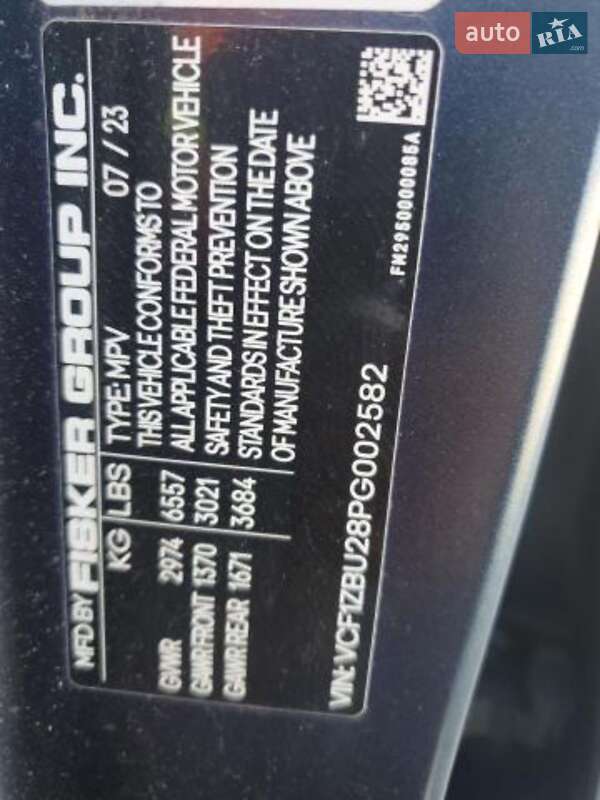 auto RIA
.com
MFD BY FISKER GROUP INC.
KG LBS TYPE: MPV 07 / 23
GVWR 2974 6557
GAWR FRONT 1370 3021
GAWR REAR 1671 3684
THIS VEHICLE CONFORMS TO
ALL APPLICABLE FEDERAL MOTOR VEHICLE
SAFETY AND THEFT PREVENTION
STANDARDS IN EFFECT ON THE DATE
OF MANUFACTURE SHOWN ABOVE
VIN: VCF1ZBU28PG002582
FM2950000085A